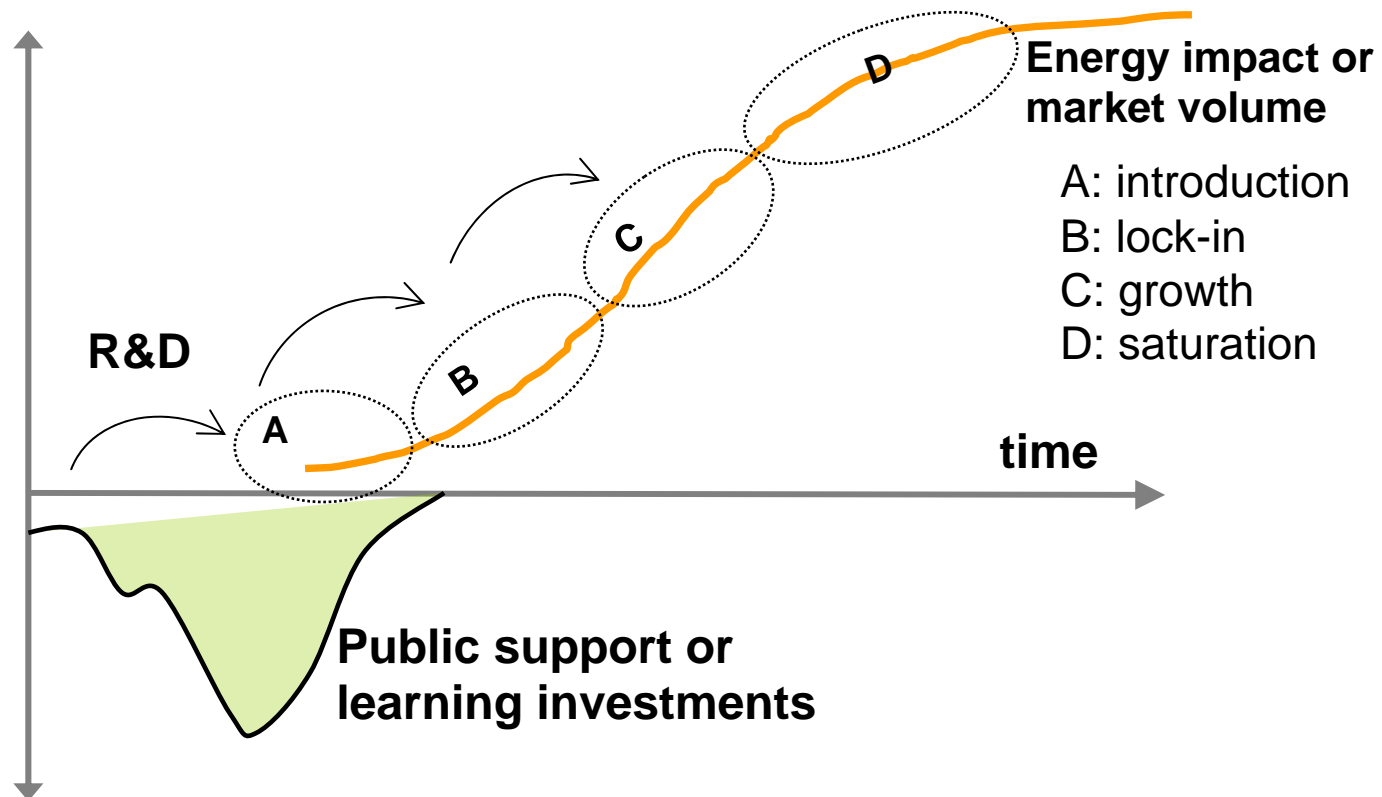 D
Energy impact or
market volume
A: introduction
B: lock-in
C: growth
D: saturation
C
R&D
B
A
time
Public support or
learning investments